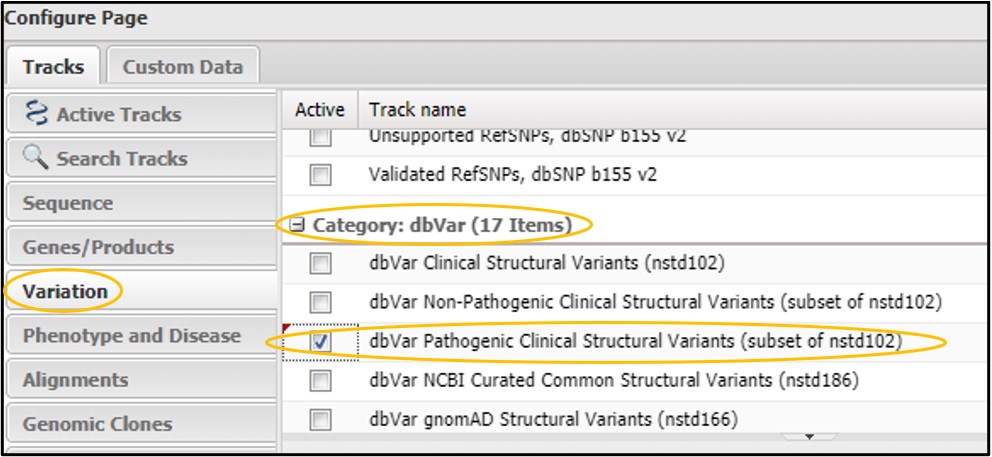 Configure Page
Tracks Custom Data
Active Tracks
Search Tracks
Sequence
Genes/Products
Variation
Phenotype and Disease
Alignments
Genomic Clones
Active Track name
Unsupported RefSNPs, dbSNP b155 v2
Validated RefSNPs, dbSNP b155 v2
Category: dbVar (17 Items)
dbVar Clinical Structural Variants (nstd102)
dbVar Non-Pathogenic Clinical Structural Variants (subset of nstd102)
dbVar Pathogenic Clinical Structural Variants (subset of nstd102)
dbVar NCBI Curated Common Structural Variants (nstd186)
dbVar gnomAD Structural Variants (nstd166)